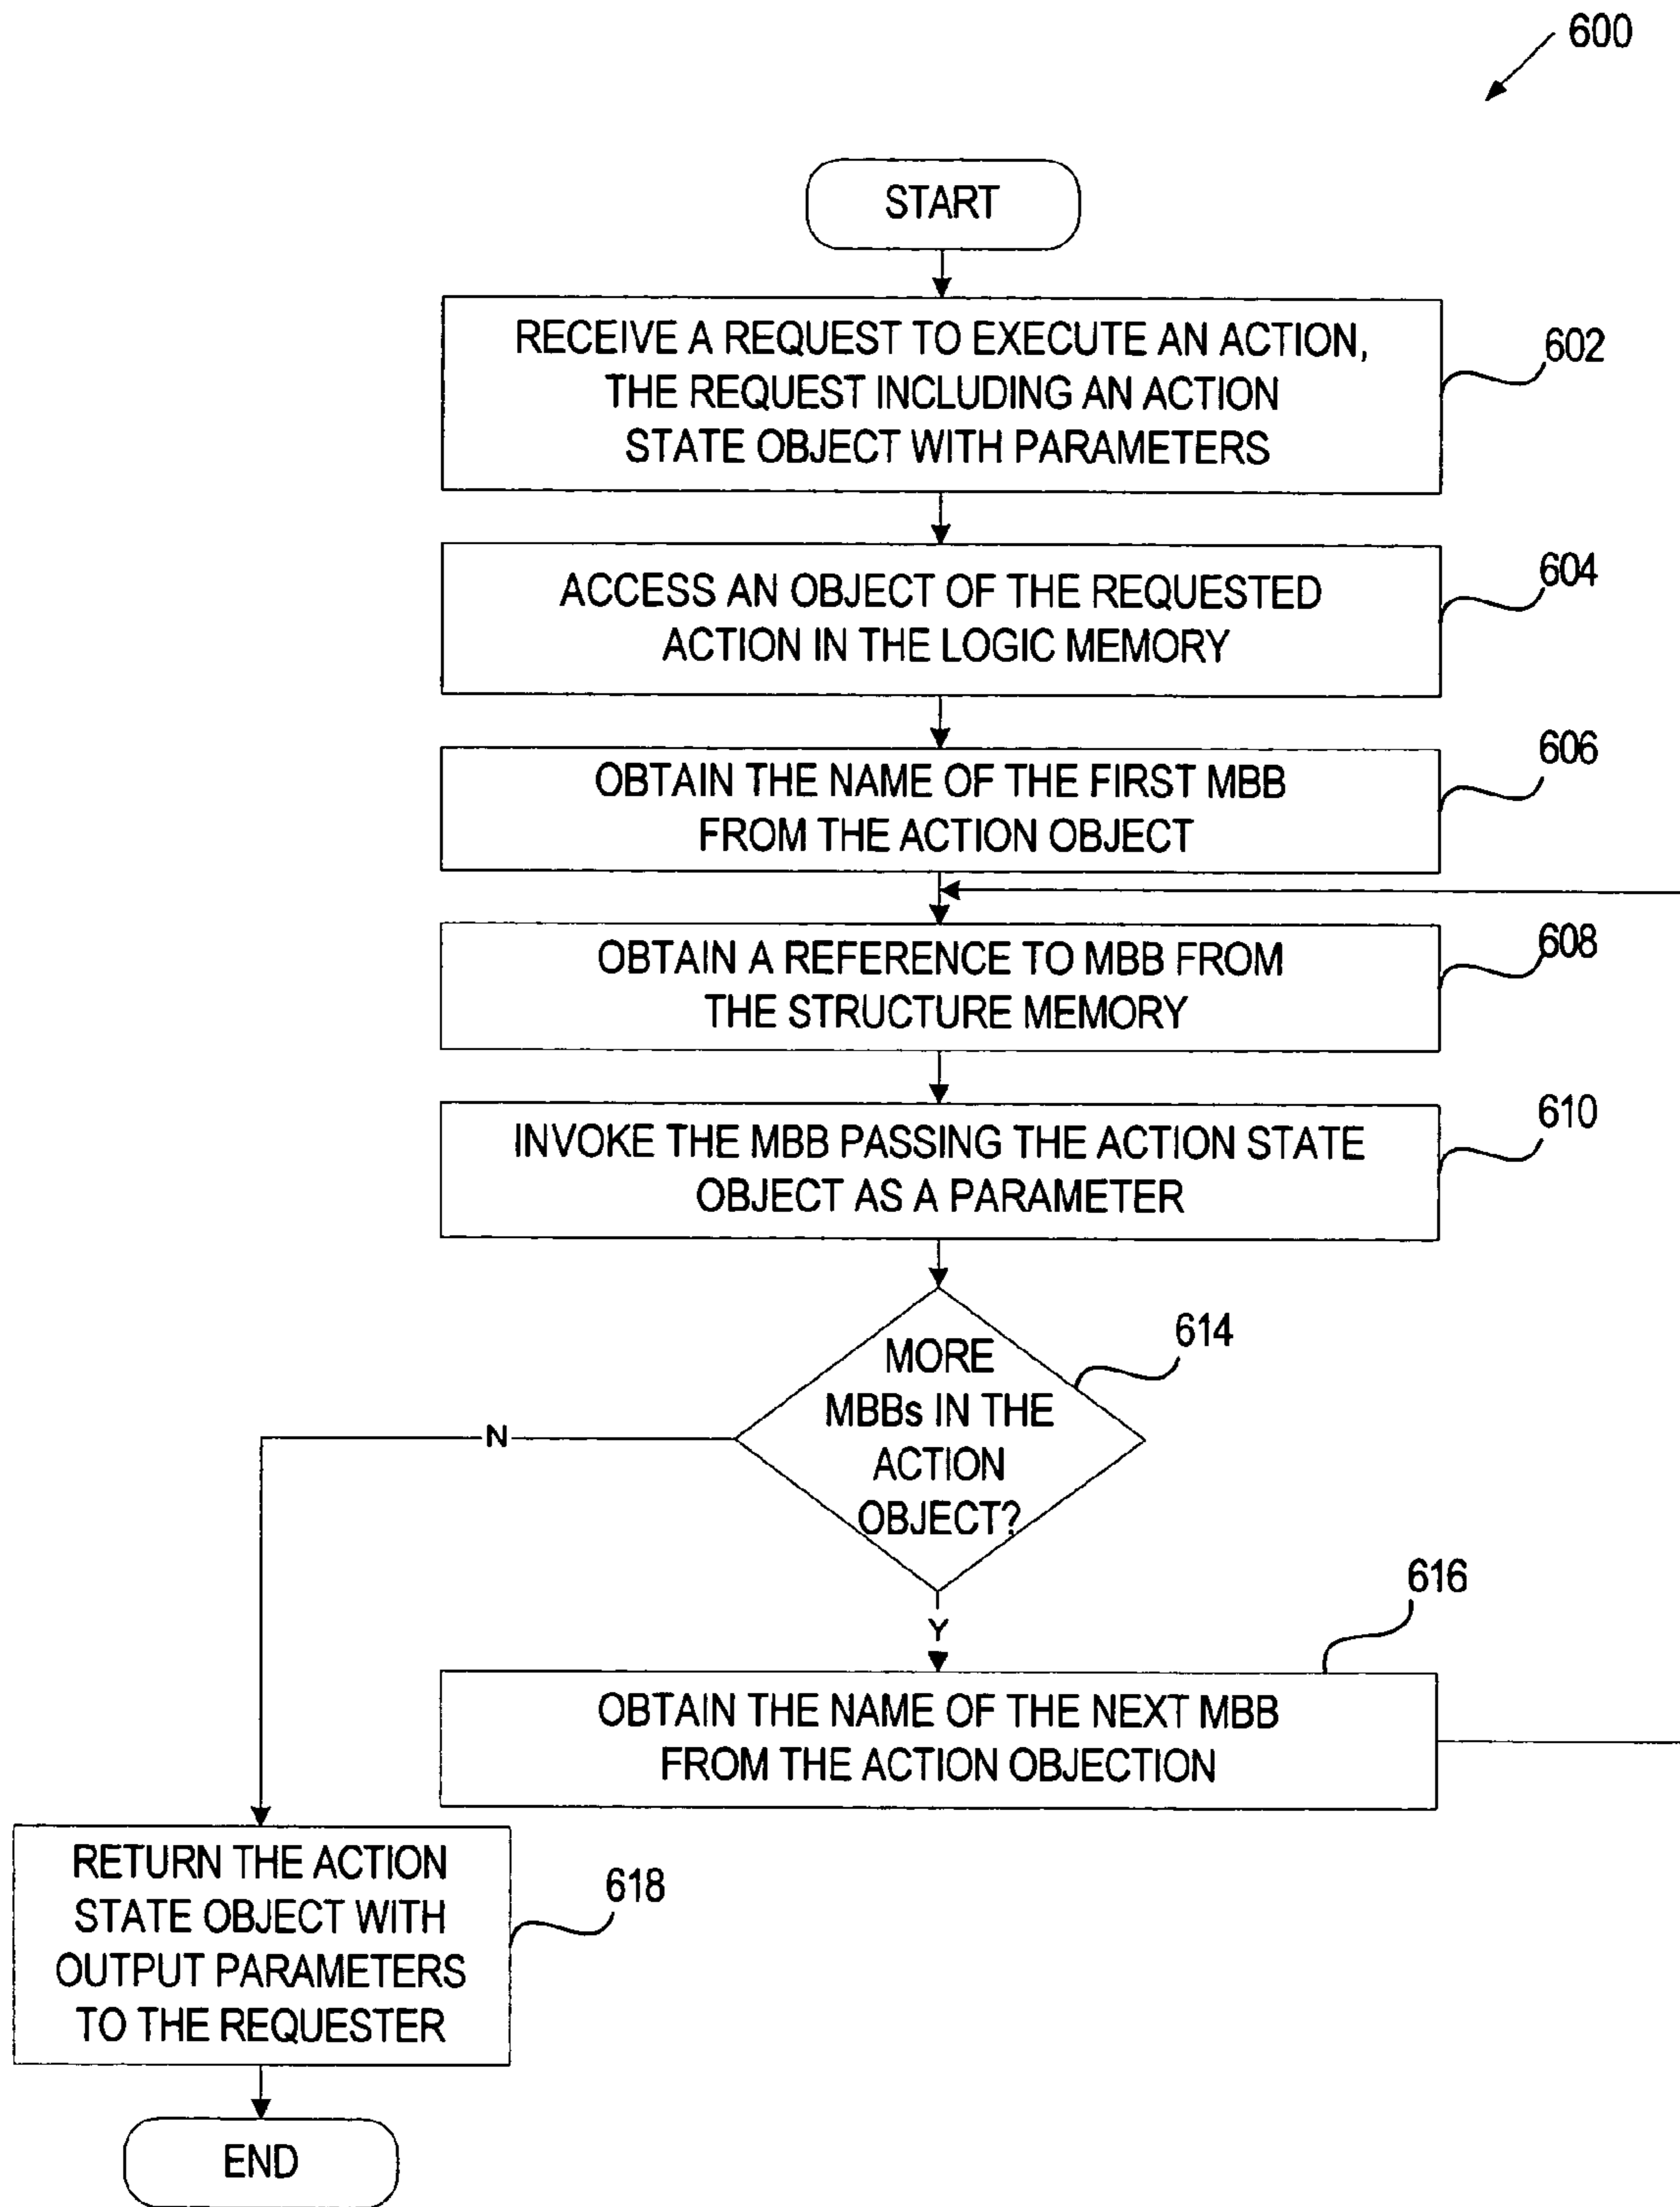 600
START
RECEIVE A REQUEST TO EXECUTE AN ACTION,
THE REQUEST INCLUDING AN ACTION
STATE OBJECT WITH PARAMETERS
602
ACCESS AN OBJECT OF THE REQUESTED
ACTION IN THE LOGIC MEMORY
604
OBTAIN THE NAME OF THE FIRST MBB
FROM THE ACTION OBJECT
606
OBTAIN A REFERENCE TO MBB FROM
THE STRUCTURE MEMORY
608
INVOKE THE MBB PASSING THE ACTION STATE
OBJECT AS A PARAMETER
610
MORE
MBBs IN THE
ACTION
OBJECT?
614
N
Y
616
OBTAIN THE NAME OF THE NEXT MBB
FROM THE ACTION OBJECTION
RETURN THE ACTION
STATE OBJECT WITH
OUTPUT PARAMETERS
TO THE REQUESTER
618
END